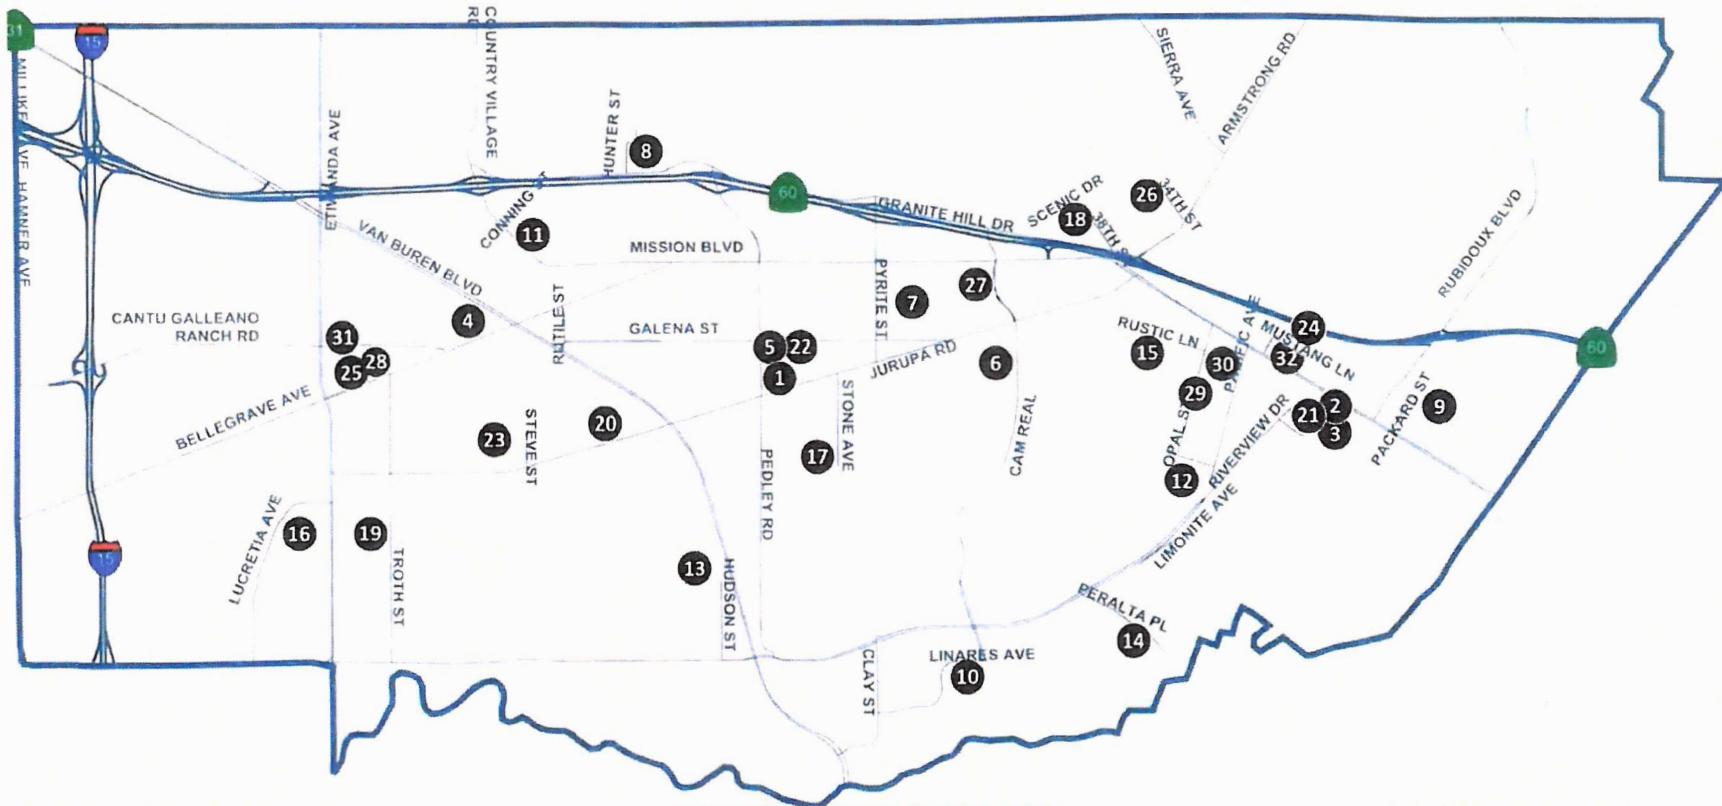 31
15
COUNTRY VILLAGE
RD
SIERRA AVE
ARMSTRONG RD
HAMNER AVE
ETIWANDA AVE
HUNTER ST
8
60
CONNING ST
11
MISSION BLVD
GRANITE HILL DR
SCENIC DR
18
26
34TH ST
38TH
RUBIDOUX BLVD
VAN BUREN BLVD
CANTU GALLEANO
RANCH RD
31
4
RUTILE ST
GALENA ST
5
22
1
PYRITE ST
7
27
JURUPA RD
6
RUSTIC LN
15
30
PACIFIC AVE
24
MUSTANG LN
32
60
28
25
BELLEGRAVE AVE
23
STEVE ST
20
STONE AVE
17
PEDLEY RD
CAM REAL
29
OPAL ST
12
RIVERVIEW DR
21
2
3
PACKARD ST
9
LIMONITE AVE
LUCRETIA AVE
16
19
TROTH ST
15
13
HUDSON ST
PERALTA PL
14
CLAY ST
LINARES AVE
10